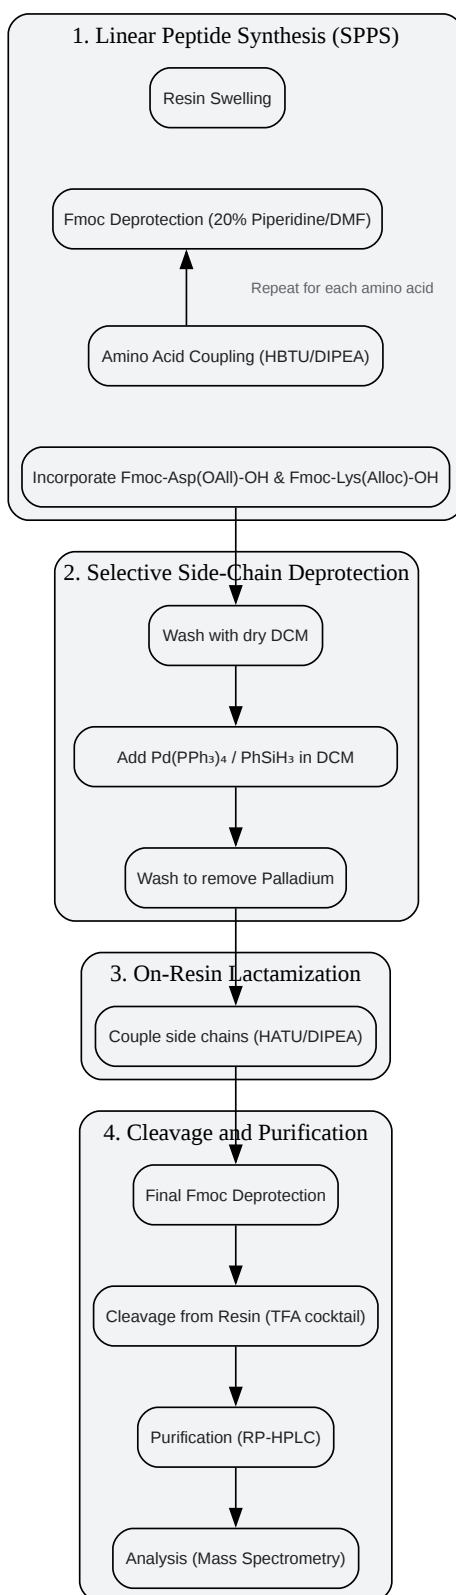 1. Linear Peptide Synthesis (SPPS)
Resin Swelling
Fmoc Deprotection (20% Piperidine/DMF)
Repeat for each amino acid
Amino Acid Coupling (HBTU/DIPEA)
Incorporate Fmoc-Asp(OAll)-OH & Fmoc-Lys(Alloc)-OH
2. Selective Side-Chain Deprotection
Wash with dry DCM
Add Pd(PPh₃)₄ / PhSiH₃ in DCM
Wash to remove Palladium
3. On-Resin Lactamization
Couple side chains (HATU/DIPEA)
4. Cleavage and Purification
Final Fmoc Deprotection
Cleavage from Resin (TFA cocktail)
Purification (RP-HPLC)
Analysis (Mass Spectrometry)